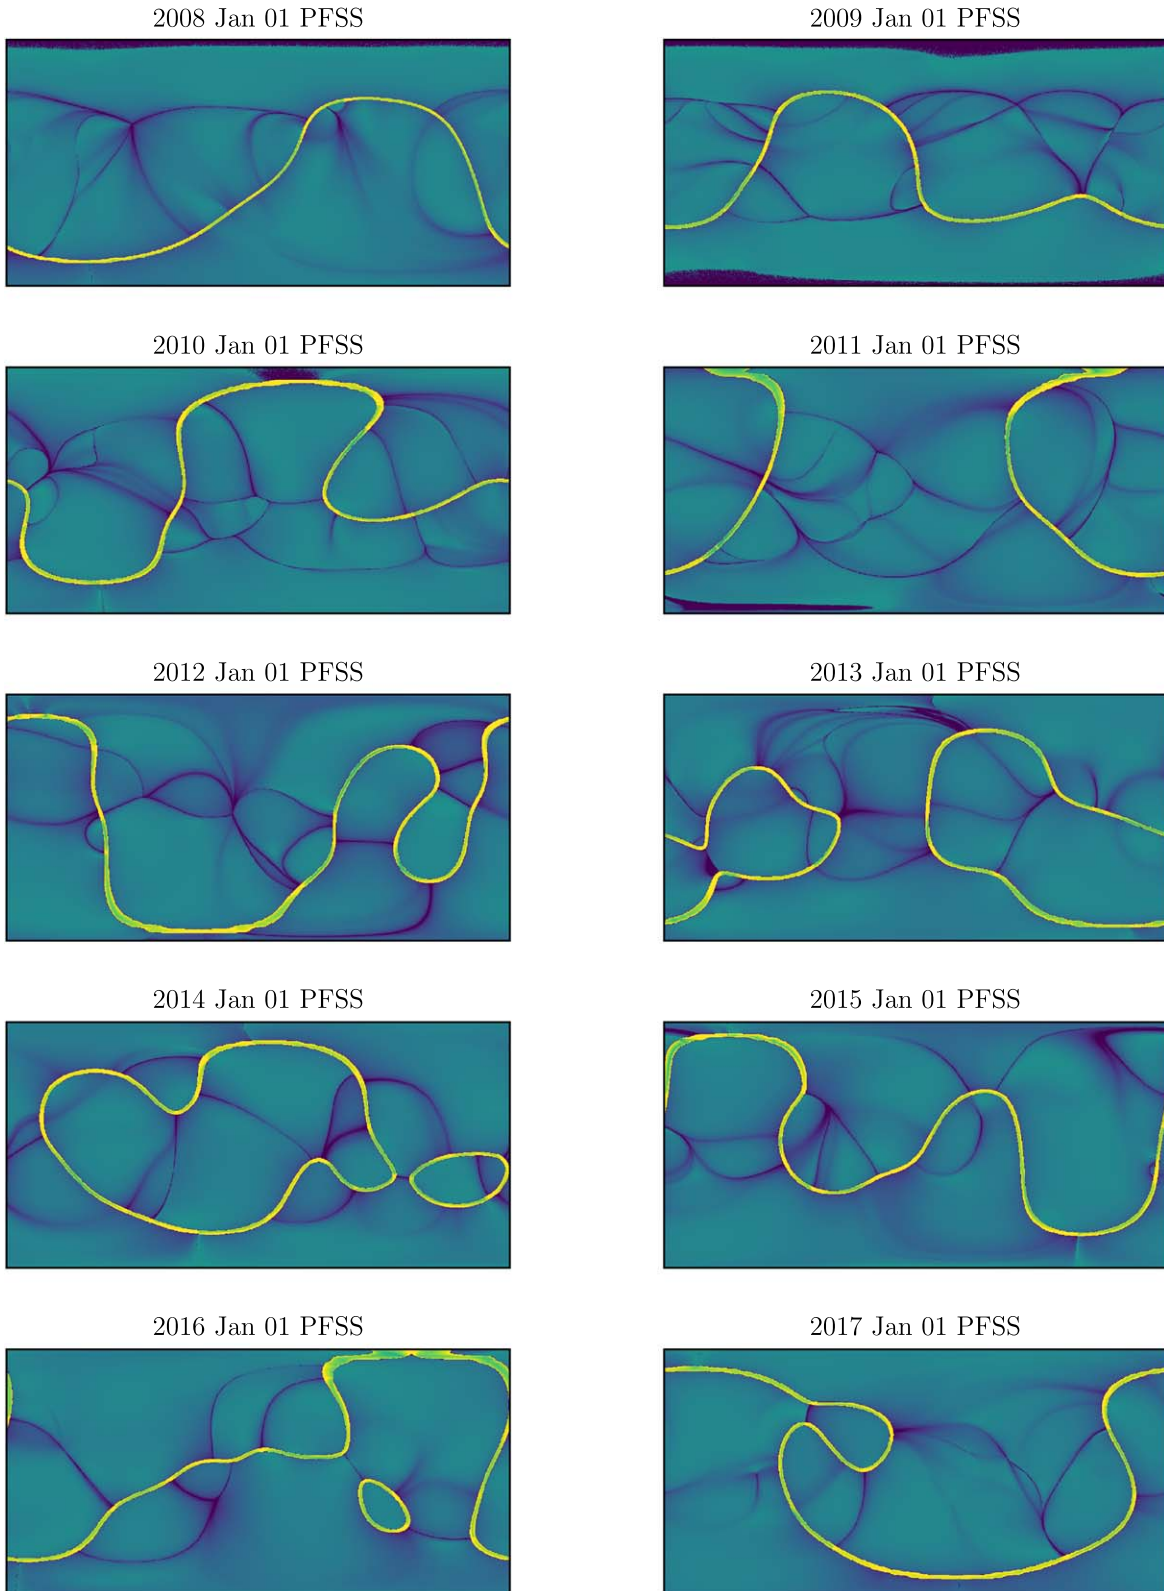 2008 Jan 01 PFSS
2009 Jan 01 PFSS
2010 Jan 01 PFSS
2011 Jan 01 PFSS
2012 Jan 01 PFSS
2013 Jan 01 PFSS
2014 Jan 01 PFSS
2015 Jan 01 PFSS
2016 Jan 01 PFSS
2017 Jan 01 PFSS